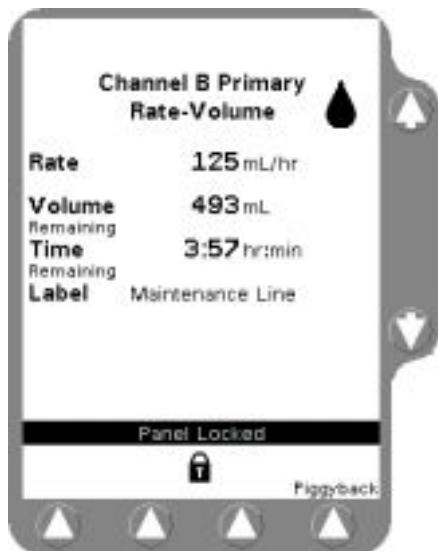 Channel B Primary
Rate-Volume
Rate 125 mL/hr
Volume 493 mL
Remaining
Time 3:57 hr:min
Remaining
Label Maintenance Line
Panel Locked
Piggyback